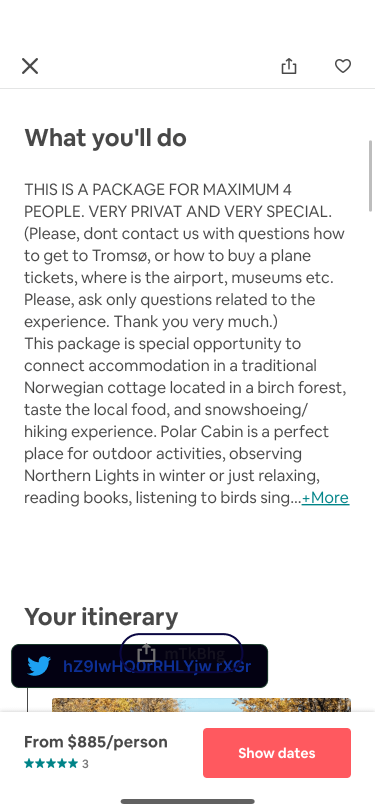 What you'll do
THIS IS A PACKAGE FOR MAXIMUM 4
PEOPLE. VERY PRIVAT AND VERY SPECIAL.
(Please, dont contact us with questions how
to get to Tromsø, or how to buy a plane
tickets, where is the airport, museums etc.
Please, ask only questions related to the
experience. Thank you very much.)
This package is special opportunity to
connect accommodation in a traditional
Norwegian cottage located in a birch forest,
taste the local food, and snowshoeing/
hiking experience. Polar Cabin is a perfect
place for outdoor activities, observing
Northern Lights in winter or just relaxing,
reading books, listening to birds sing...+More
Your itinerary
mTkBhg
From $885/person
3
Show dates